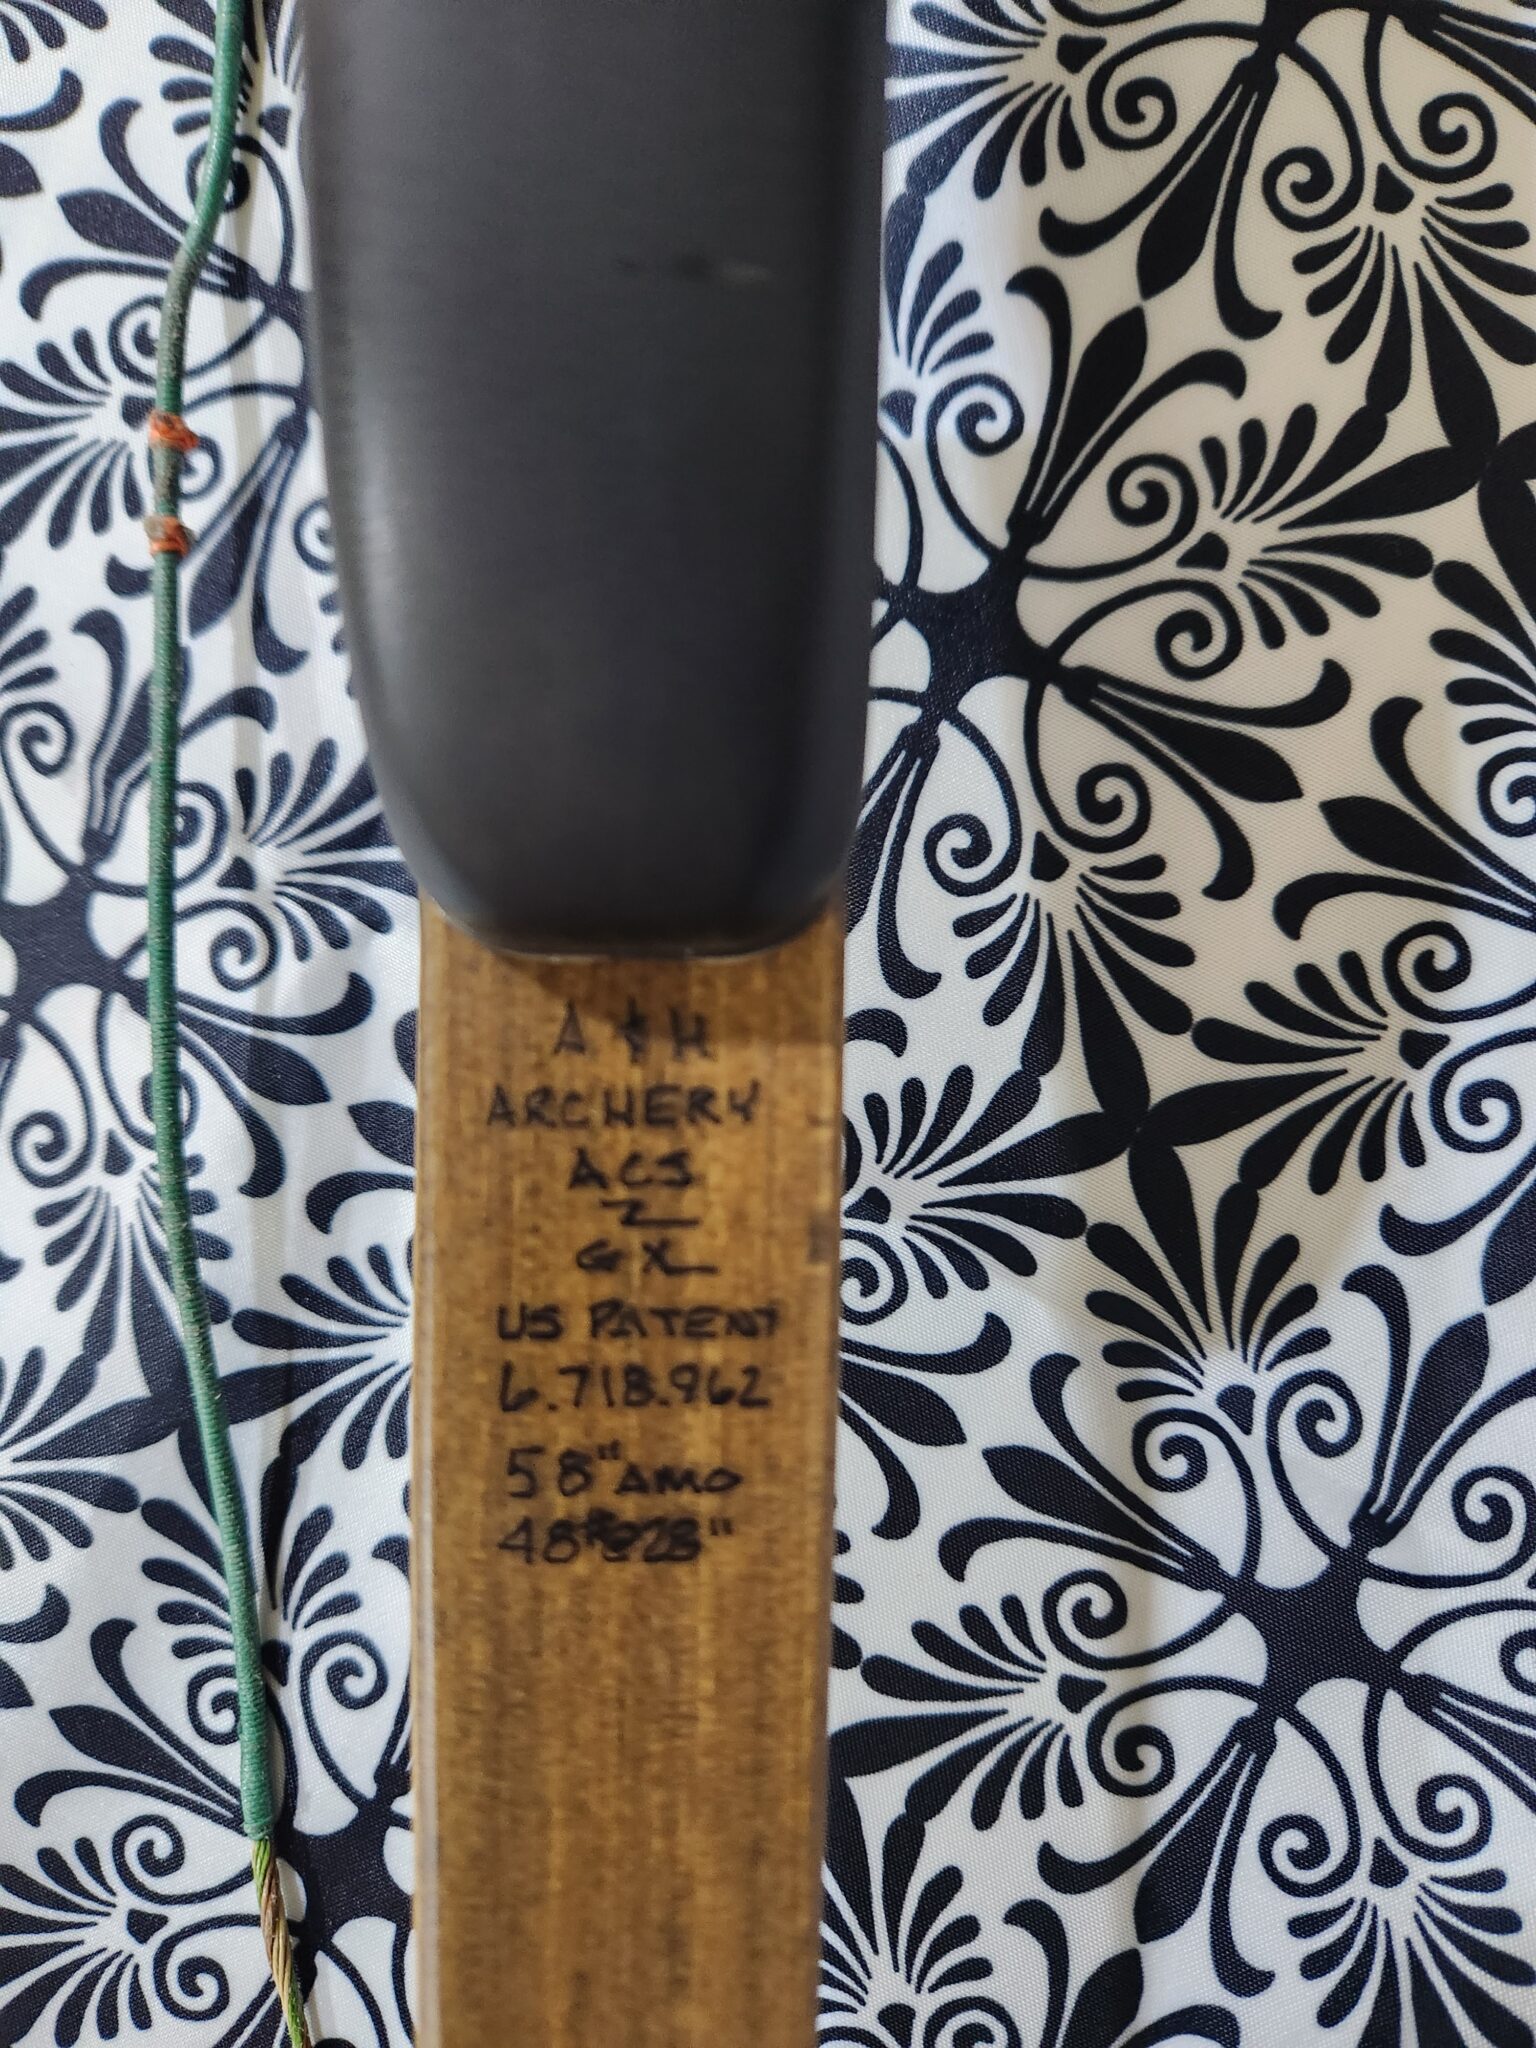 A & H
ARCHERY
ACS
Z
GX
US PATENT
6.718.962
58" AMO
48#@28"